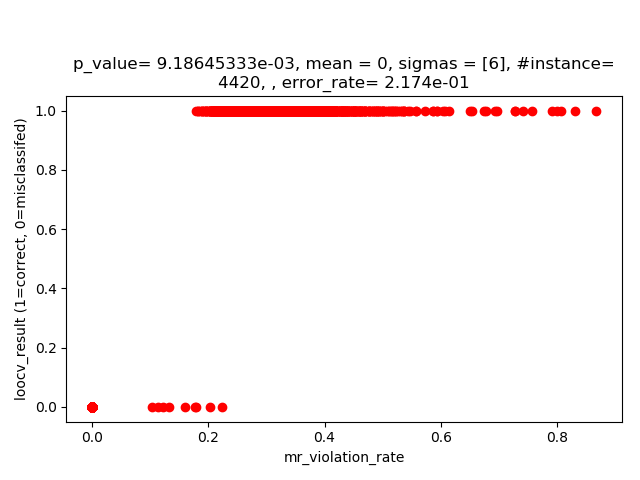 p_value= 9.18645333e-03, mean = 0, sigmas = [6], #instance=
4420, , error_rate= 2.174e-01
1.0
0.8
0.6
0.4
0.2
0.0
loocv_result (1=correct, 0=misclassifed)
0.0 0.2 0.4 0.6 0.8
mr_violation_rate